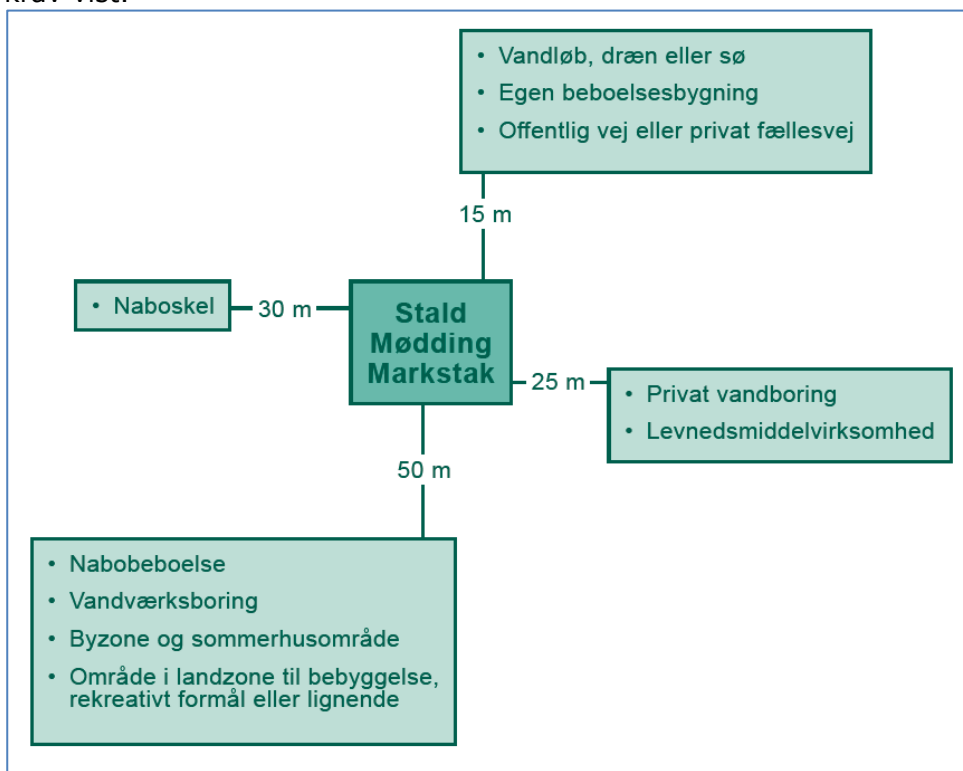 • Vandløb, dræn eller sø
• Egen beboelsesbygning
• Offentlig vej eller privat fællesvej
15 m
• Naboskel
30 m
Stald
Mødding
Markstak
25 m
• Privat vandboring
• Levnedsmiddelvirksomhed
50 m
• Nabobeboelse
• Vandværksboring
• Byzone og sommerhusområde
• Område i landzone til bebyggelse,
rekreativt formål eller lignende